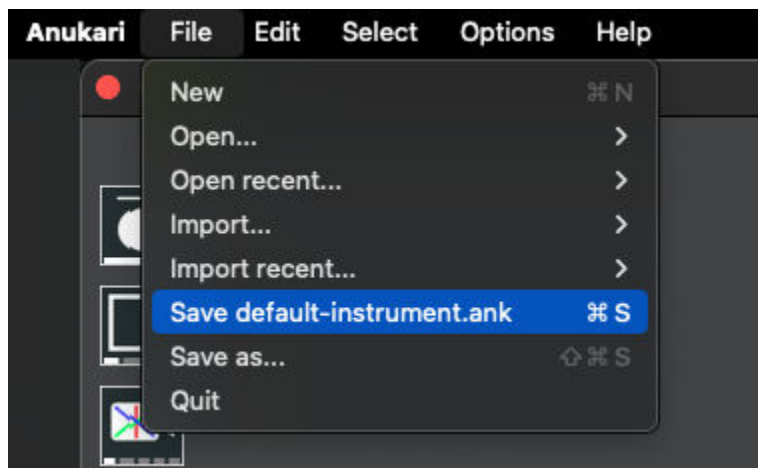 Anukari File Edit Select Options Help
New ⌘ N
Open... >
Open recent... >
Import... >
Import recent... >
Save default-instrument.ank ⌘ S
Save as... ⇧ ⌘ S
Quit